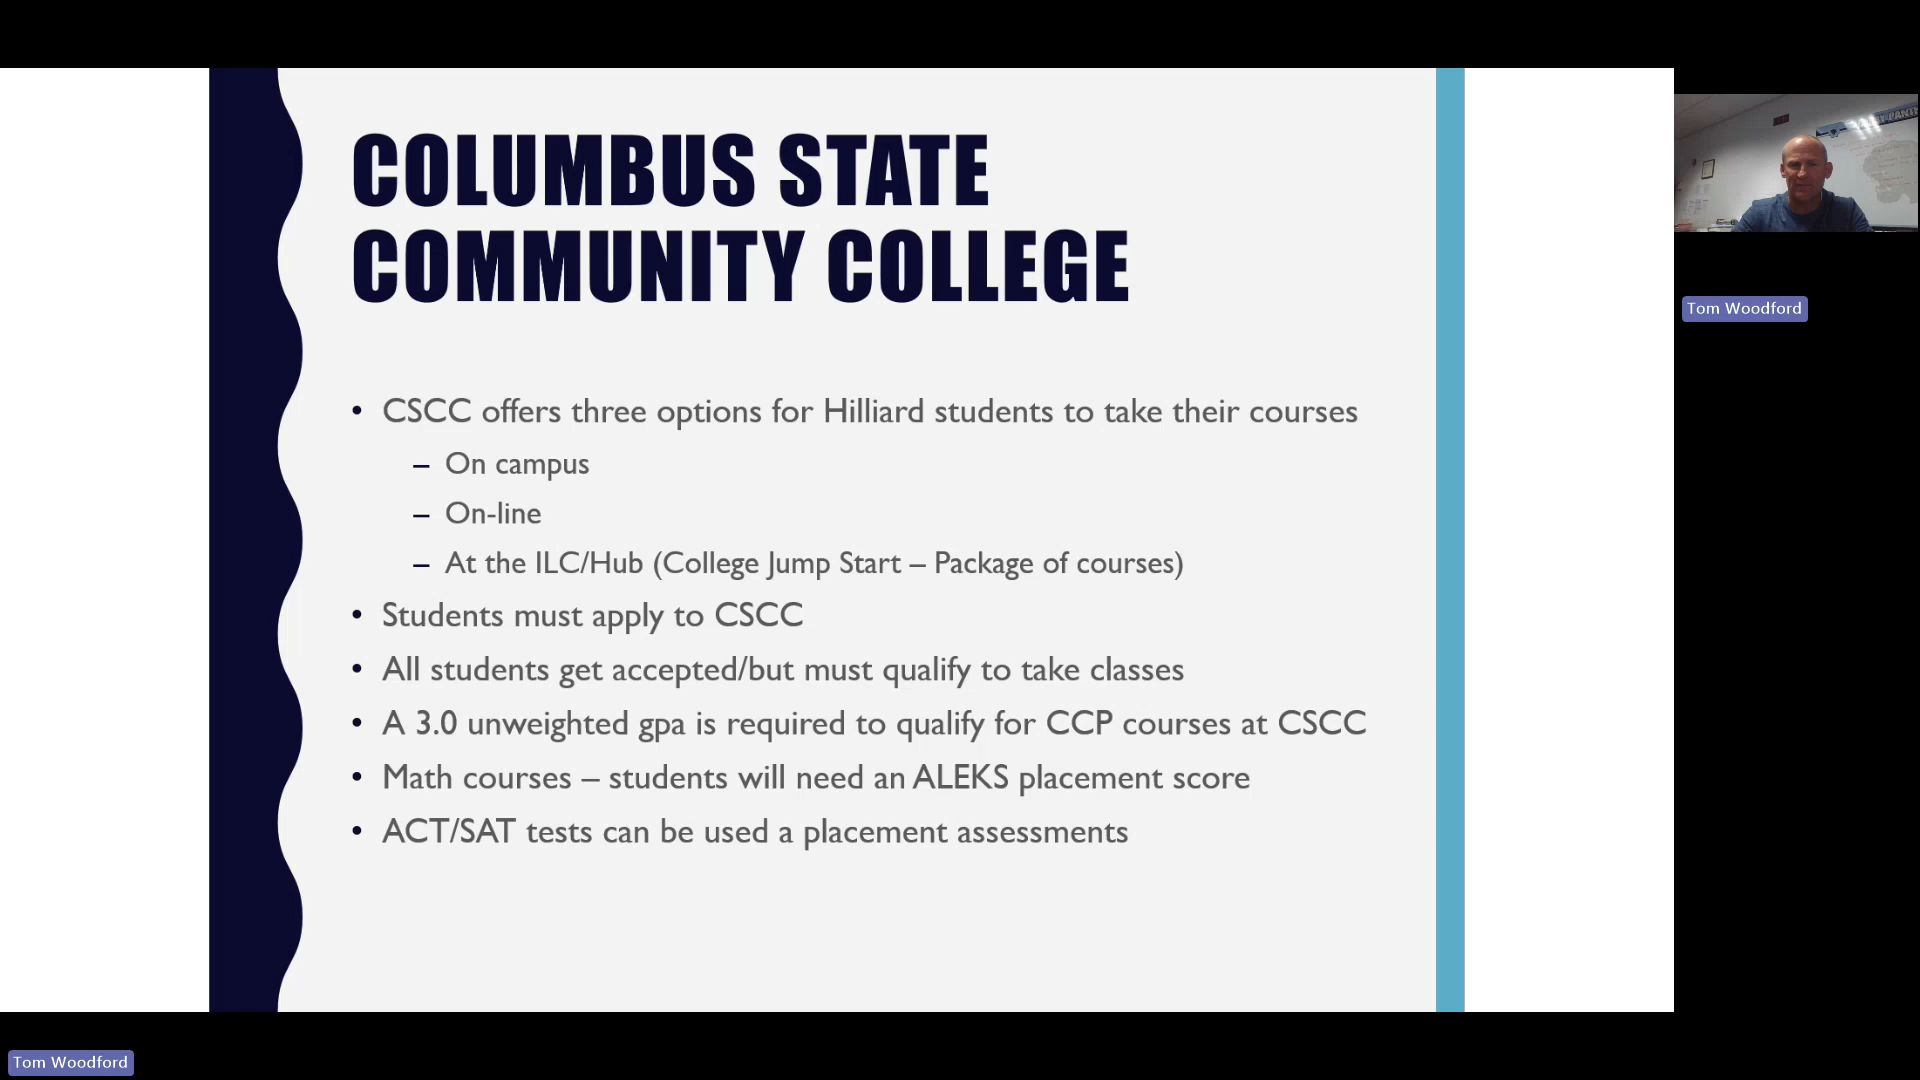 COLUMBUS STATE
COMMUNITY COLLEGE
• CSCC offers three options for Hilliard students to take their courses
– On campus
– On-line
– At the ILC/Hub (College Jump Start – Package of courses)
• Students must apply to CSCC
• All students get accepted/but must qualify to take classes
• A 3.0 unweighted gpa is required to qualify for CCP courses at CSCC
• Math courses – students will need an ALEKS placement score
• ACT/SAT tests can be used a placement assessments
Tom Woodford
Tom Woodford